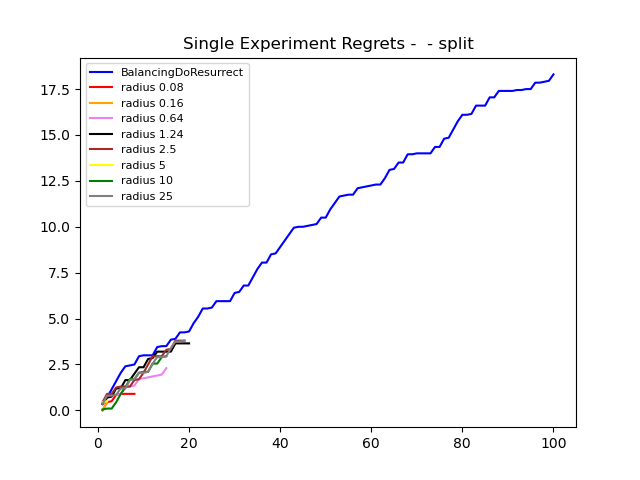 Single Experiment Regrets -  - split
BalancingDoResurrect
radius 0.08
radius 0.16
radius 0.64
radius 1.24
radius 2.5
radius 5
radius 10
radius 25
17.5
15.0
12.5
10.0
7.5
5.0
2.5
0.0
0 20 40 60 80 100